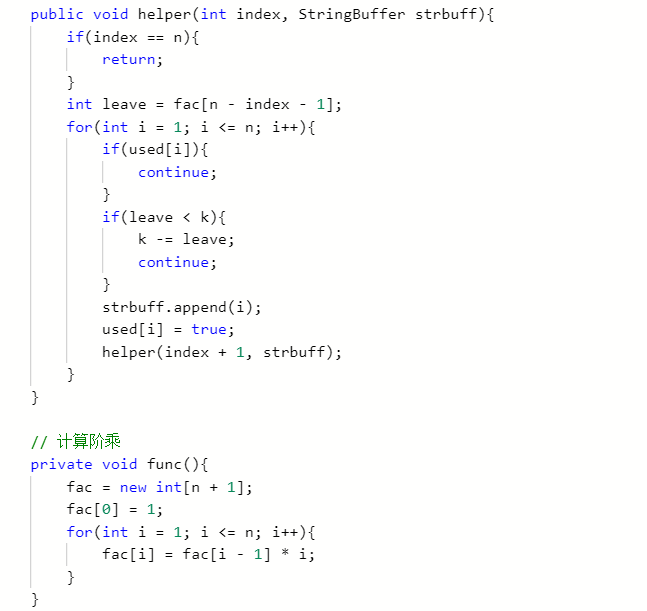 public void helper(int index, StringBuffer strbuff){
    if(index == n){
        return;
    }
    int leave = fac[n - index - 1];
    for(int i = 1; i <= n; i++){
        if(used[i]){
            continue;
        }
        if(leave < k){
            k -= leave;
            continue;
        }
        strbuff.append(i);
        used[i] = true;
        helper(index + 1, strbuff);
    }
}

// 计算阶乘
private void func(){
    fac = new int[n + 1];
    fac[0] = 1;
    for(int i = 1; i <= n; i++){
        fac[i] = fac[i - 1] * i;
    }
}